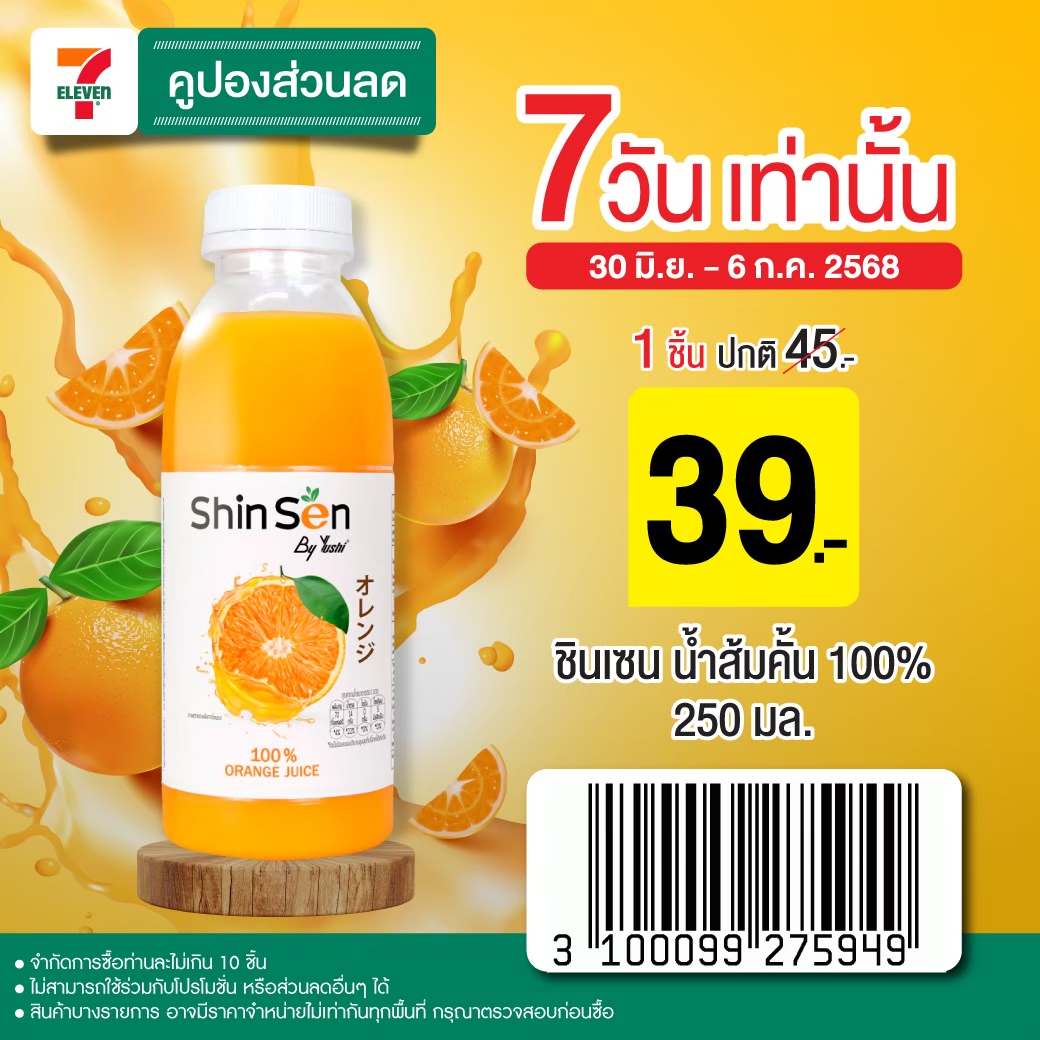 7
ELEVEN
คูปองส่วนลด
7 วัน เท่านั้น
30 มิ.ย. - 6 ก.ค. 2568
1 ชิ้น ปกติ 45.-
39.-
ชินเซน น้ำส้มคั้น 100%
250 มล.
Shin Sen
By Yushi
オレンジ
100%
ORANGE JUICE
3 100099 275949
• จำกัดการซื้อท่านละไม่เกิน 10 ชิ้น
• ไม่สามารถใช้ร่วมกับโปรโมชั่น หรือส่วนลดอื่นๆ ได้
• สินค้าบางรายการ อาจมีราคาจำหน่ายไม่เท่ากันทุกพื้นที่ กรุณาตรวจสอบก่อนซื้อ